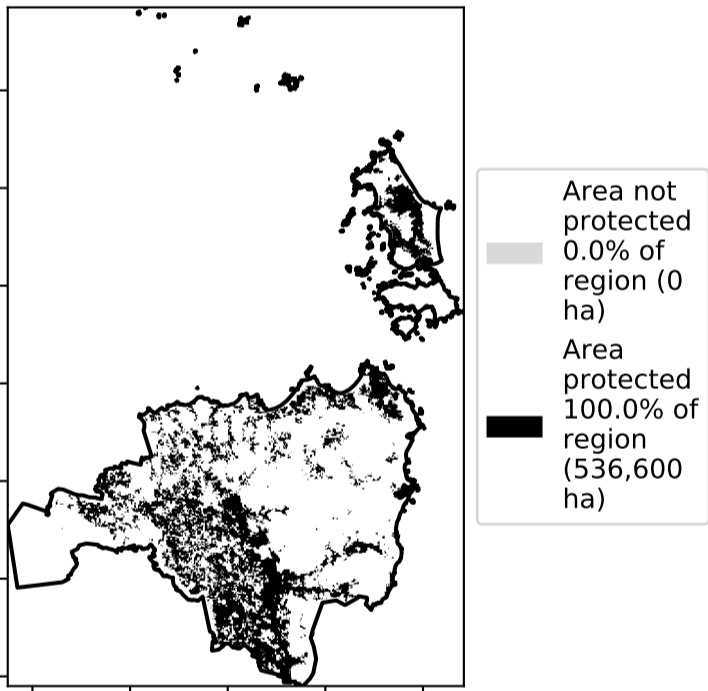 Area not
protected
0.0% of
region (0
ha)
Area
protected
100.0% of
region
(536,600
ha)